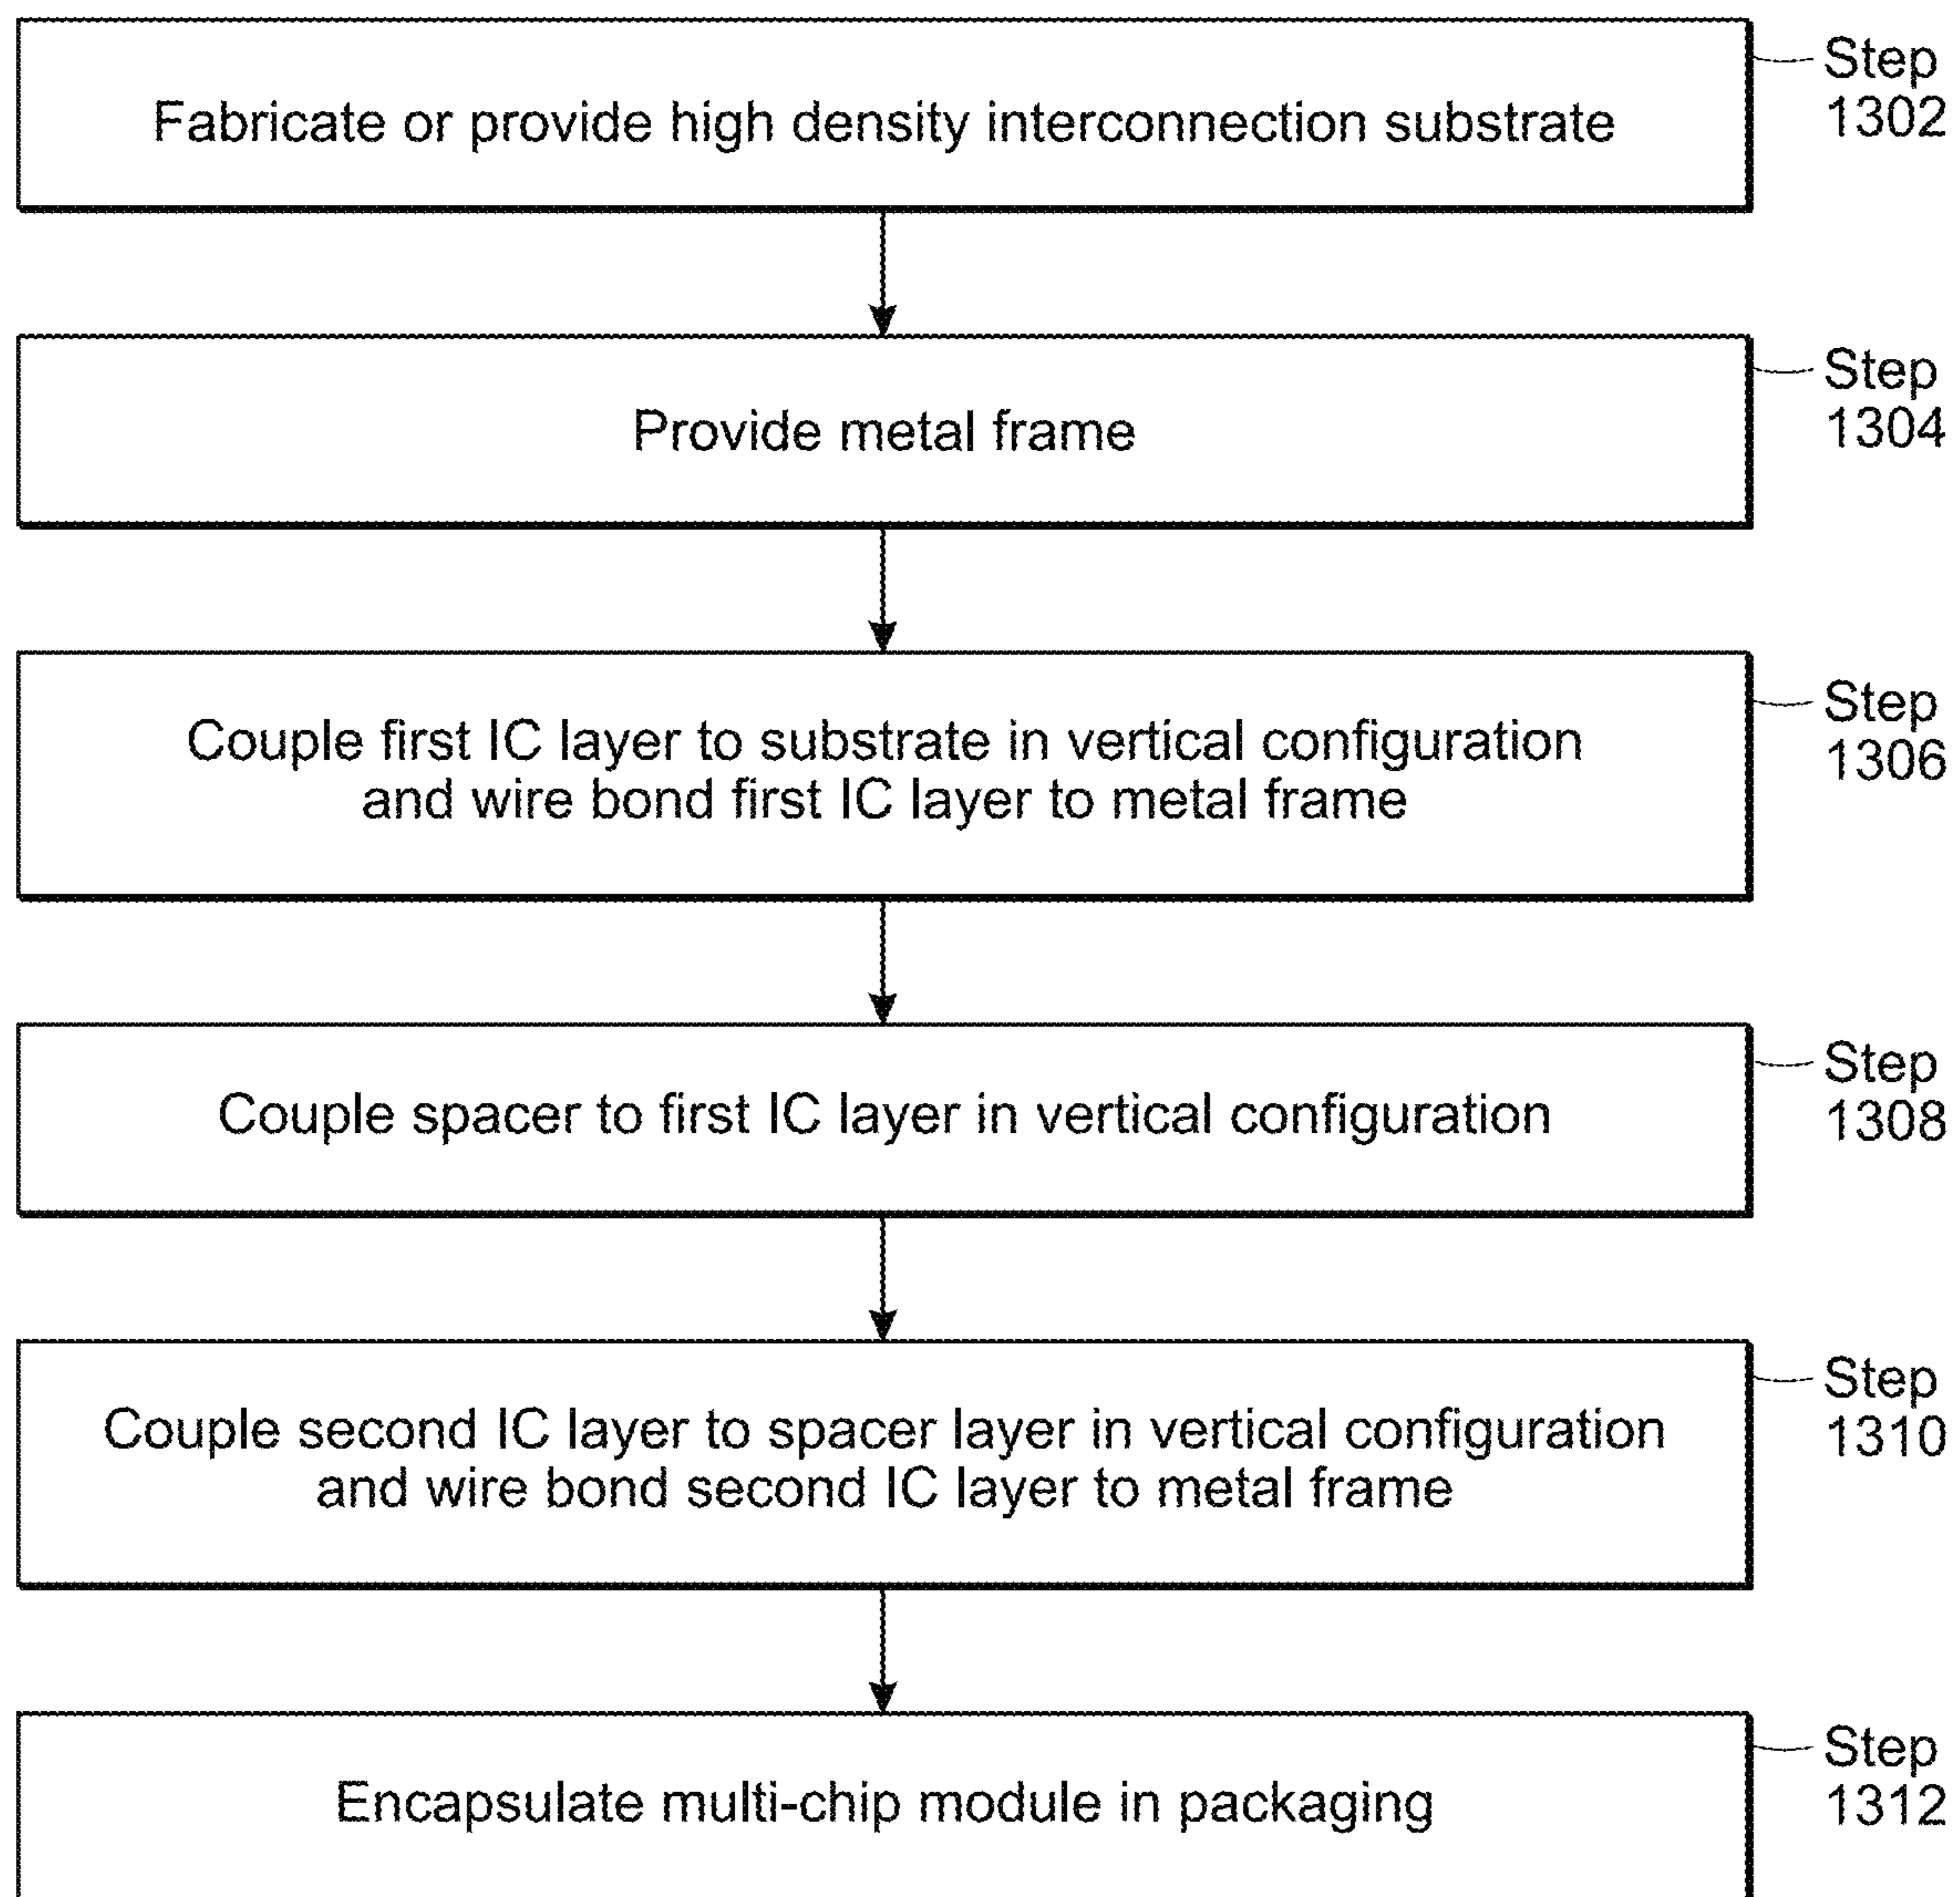 Fabricate or provide high density interconnection substrate
Step
1302
Provide metal frame
Step
1304
Couple first IC layer to substrate in vertical configuration
and wire bond first IC layer to metal frame
Step
1306
Couple spacer to first IC layer in vertical configuration
Step
1308
Couple second IC layer to spacer layer in vertical configuration
and wire bond second IC layer to metal frame
Step
1310
Encapsulate multi-chip module in packaging
Step
1312